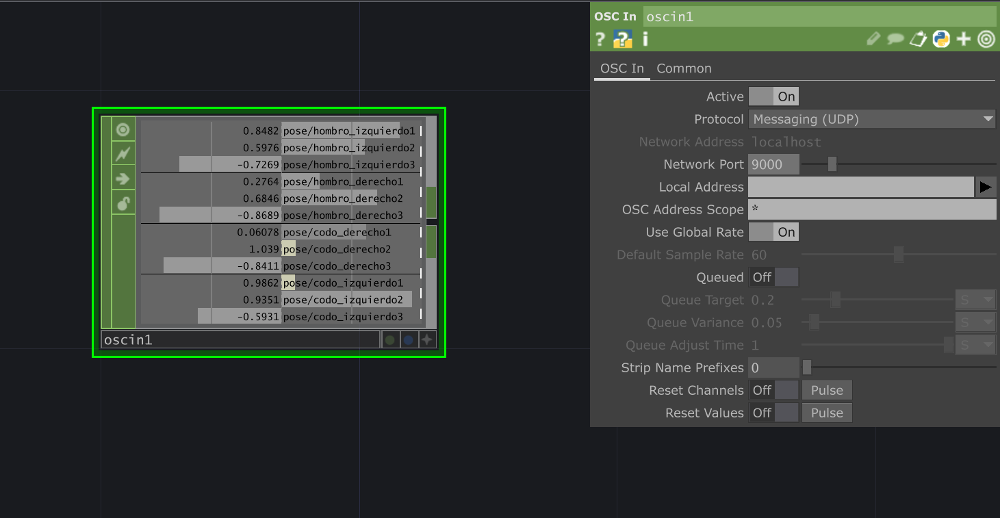 OSC In oscin1
? ? i
OSC In Common
Active On
Protocol Messaging (UDP)
Network Address localhost
Network Port 9000
Local Address
OSC Address Scope *
Use Global Rate On
Default Sample Rate 60
Queued Off
Queue Target 0.2 S
Queue Variance 0.05 S
Queue Adjust Time 1 S
Strip Name Prefixes 0
Reset Channels Off Pulse
Reset Values Off Pulse
0.8482 pose/hombro_izquierdo1
0.5976 pose/hombro_izquierdo2
-0.7269 pose/hombro_izquierdo3
0.2764 pose/hombro_derecho1
0.6846 pose/hombro_derecho2
-0.8689 pose/hombro_derecho3
0.06078 pose/codo_derecho1
1.039 pose/codo_derecho2
-0.8411 pose/codo_derecho3
0.9862 pose/codo_izquierdo1
0.9351 pose/codo_izquierdo2
-0.5931 pose/codo_izquierdo3
oscin1